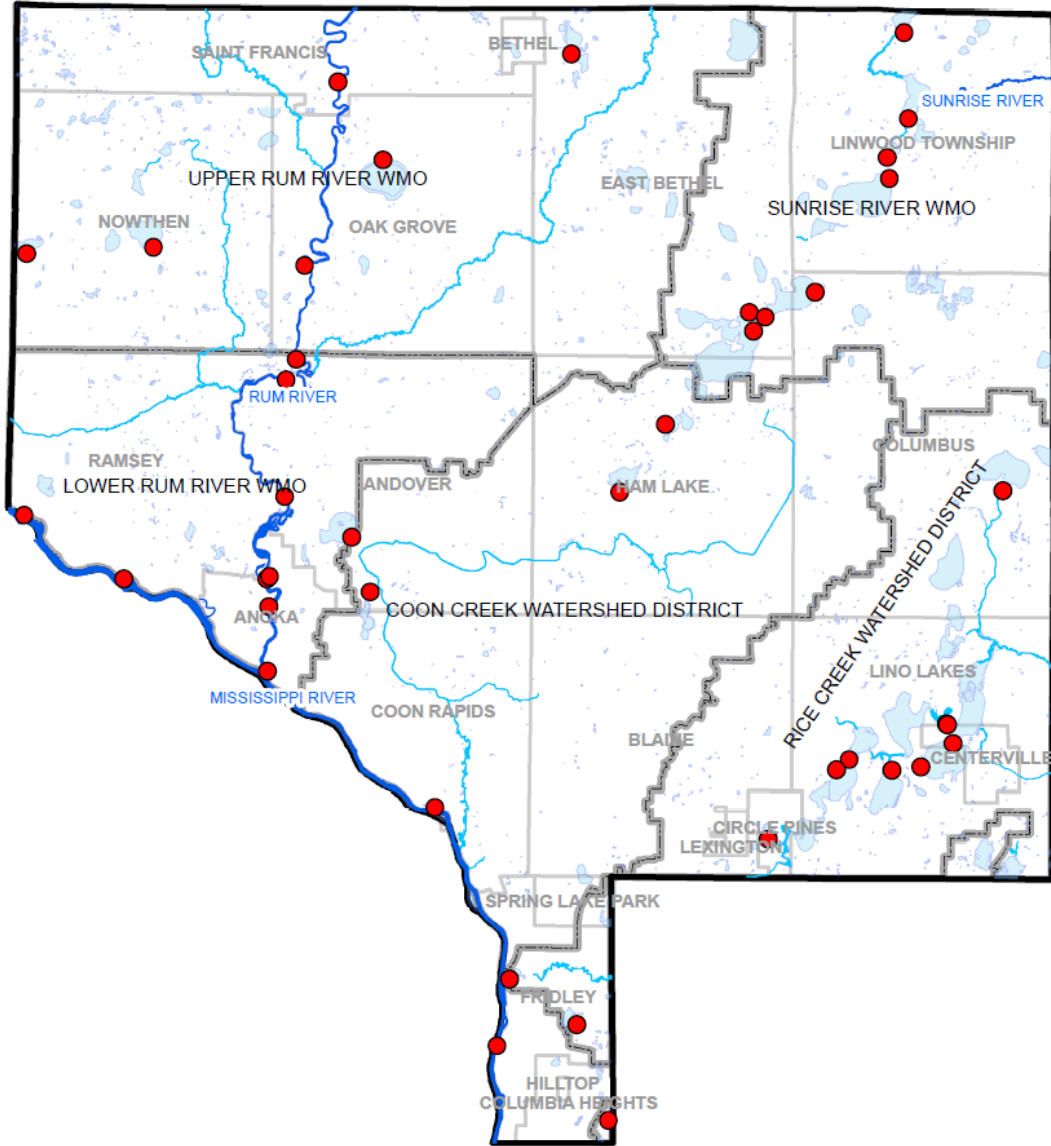 SAINT FRANCIS
BETHEL
SUNRISE RIVER
LINWOOD TOWNSHIP
UPPER RUM RIVER WMO
EAST BETHEL
SUNRISE RIVER WMO
NOWTHEN
OAK GROVE
RUM RIVER
COLUMBUS
RAMSEY
LOWER RUM RIVER WMO
ANDOVER
HAM LAKE
RICE CREEK WATERSHED DISTRICT
COON CREEK WATERSHED DISTRICT
ANOKA
LINO LAKES
MISSISSIPPI RIVER
COON RAPIDS
BLAINE
CENTERVILLE
CIRCLE PINES
LEXINGTON
SPRING LAKE PARK
FRIDLEY
HILLTOP
COLUMBIA HEIGHTS